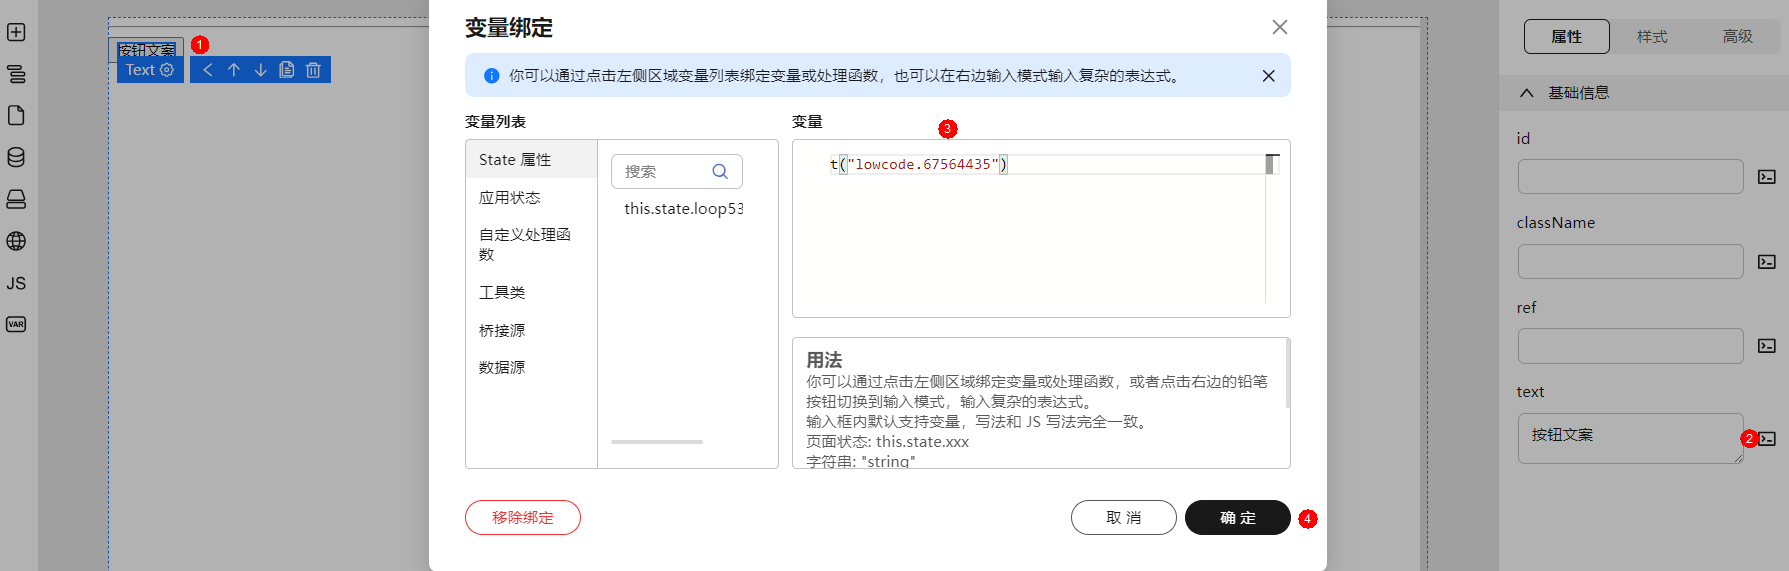 JS
VAR
按钮文案
1
Text
变量绑定
你可以通过点击左侧区域变量列表绑定变量或处理函数，也可以在右边输入模式输入复杂的表达式。
变量列表
State 属性
应用状态
自定义处理函
数
工具类
桥接源
数据源
搜索
this.state.loop53
变量
3
t("lowcode.67564435")
用法
你可以通过点击左侧区域绑定变量或处理函数，或者点击右边的铅笔
按钮切换到输入模式，输入复杂的表达式。
输入框内默认支持变量，写法和 JS 写法完全一致。
页面状态: this.state.xxx
字符串: "string"
移除绑定
取 消
确 定
4
属性
样式
高级
基础信息
id
className
ref
text
按钮文案
2